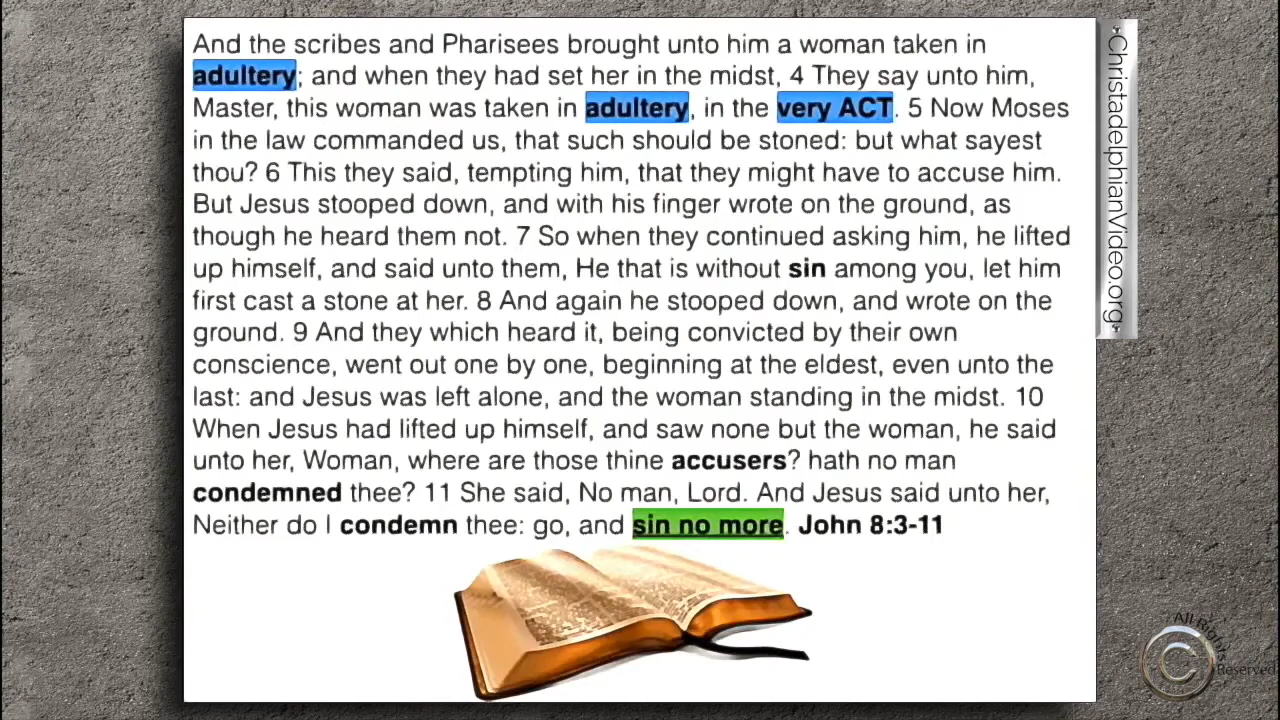 And the scribes and Pharisees brought unto him a woman taken in
adultery; and when they had set her in the midst, 4 They say unto him,
Master, this woman was taken in adultery, in the very ACT. 5 Now Moses
in the law commanded us, that such should be stoned: but what sayest
thou? 6 This they said, tempting him, that they might have to accuse him.
But Jesus stooped down, and with his finger wrote on the ground, as
though he heard them not. 7 So when they continued asking him, he lifted
up himself, and said unto them, He that is without sin among you, let him
first cast a stone at her. 8 And again he stooped down, and wrote on the
ground. 9 And they which heard it, being convicted by their own
conscience, went out one by one, beginning at the eldest, even unto the
last: and Jesus was left alone, and the woman standing in the midst. 10
When Jesus had lifted up himself, and saw none but the woman, he said
unto her, Woman, where are those thine accusers? hath no man
condemned thee? 11 She said, No man, Lord. And Jesus said unto her,
Neither do I condemn thee: go, and sin no more. John 8:3-11
•ChristadelphianVideo.org•
All Rights
C
Reserved